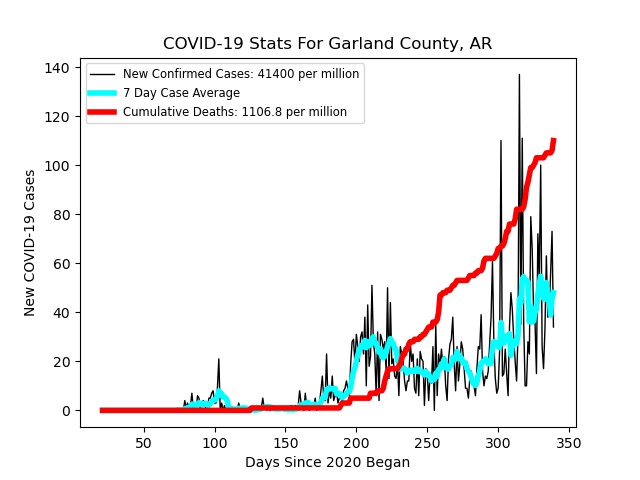 COVID-19 Stats For Garland County, AR
New Confirmed Cases: 41400 per million
7 Day Case Average
Cumulative Deaths: 1106.8 per million
New COVID-19 Cases
140
120
100
80
60
40
20
0
50 100 150 200 250 300 350
Days Since 2020 Began